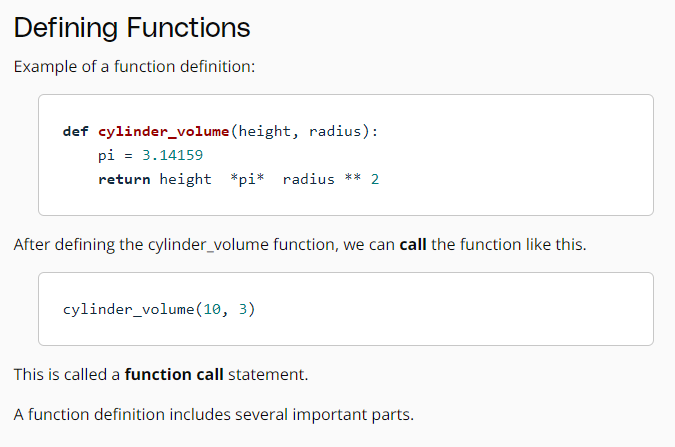 Defining Functions
Example of a function definition:
def cylinder_volume(height, radius):
    pi = 3.14159
    return height  *pi*  radius ** 2
After defining the cylinder_volume function, we can call the function like this.
cylinder_volume(10, 3)
This is called a function call statement.
A function definition includes several important parts.